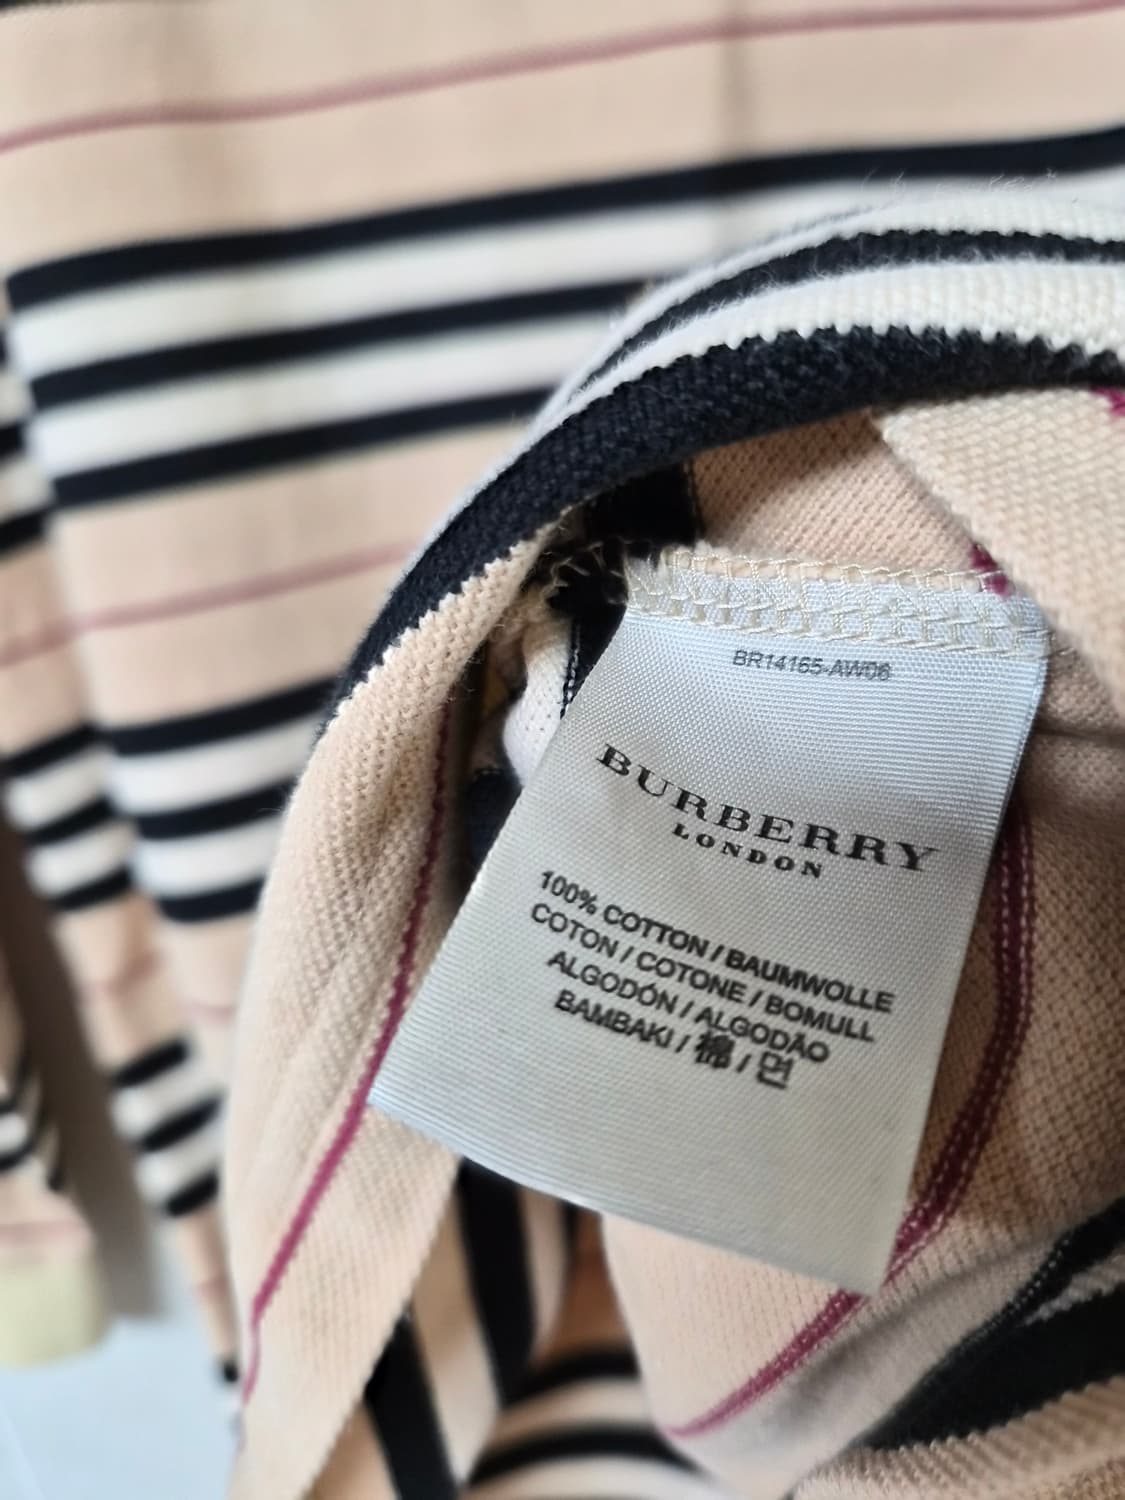 BR14165-AW06
BURBERRY
LONDON
100% COTTON / BAUMWOLLE
COTON / COTONE / BOMULL
ALGODÓN / ALGODÃO
BAMBAKI / 棉 / 면